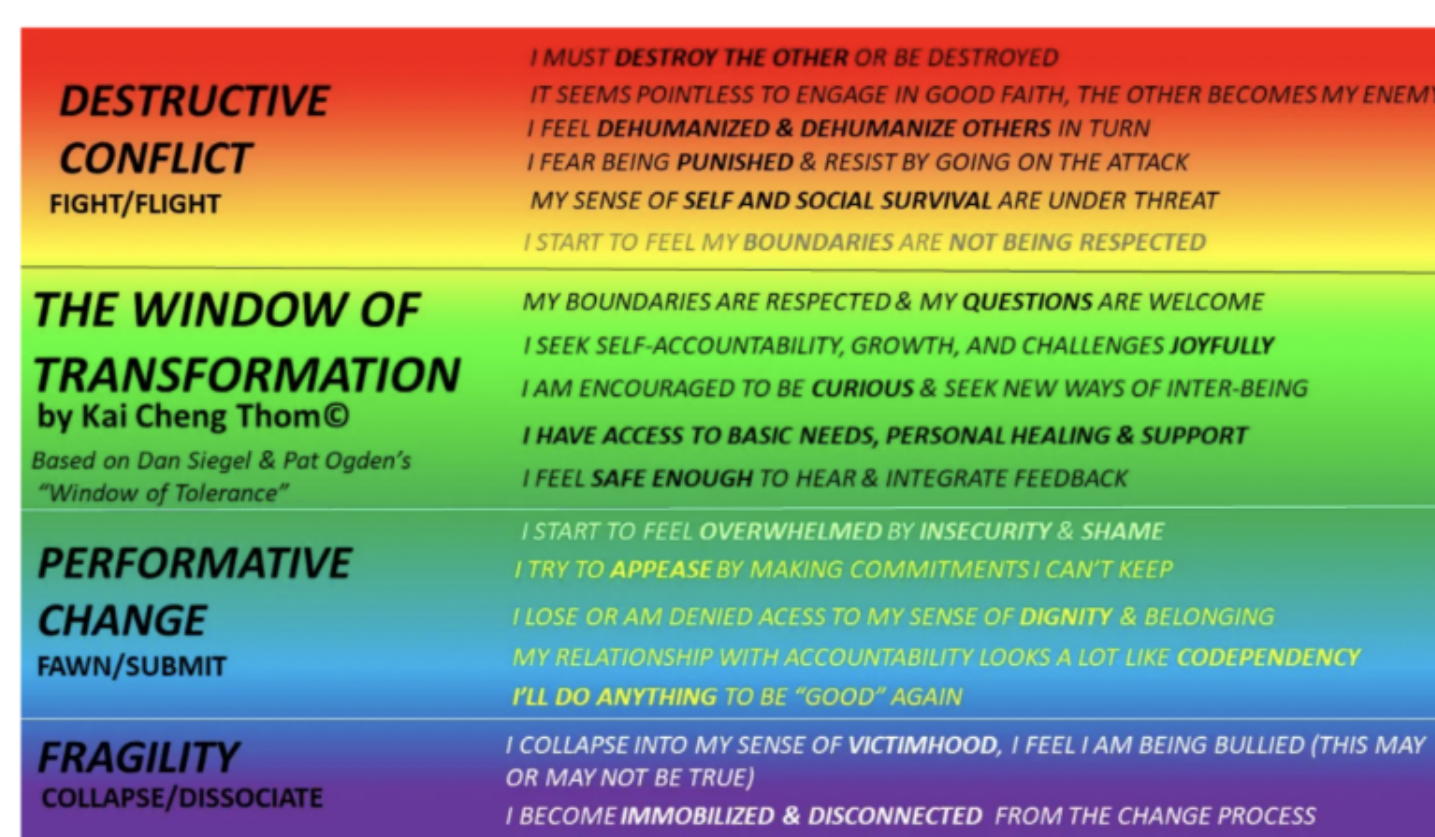 DESTRUCTIVE
CONFLICT
FIGHT/FLIGHT
I MUST DESTROY THE OTHER OR BE DESTROYED
IT SEEMS POINTLESS TO ENGAGE IN GOOD FAITH, THE OTHER BECOMES MY ENEMY
I FEEL DEHUMANIZED & DEHUMANIZE OTHERS IN TURN
I FEAR BEING PUNISHED & RESIST BY GOING ON THE ATTACK
MY SENSE OF SELF AND SOCIAL SURVIVAL ARE UNDER THREAT
I START TO FEEL MY BOUNDARIES ARE NOT BEING RESPECTED
THE WINDOW OF
TRANSFORMATION
by Kai Cheng Thom©
Based on Dan Siegel & Pat Ogden's
"Window of Tolerance"
MY BOUNDARIES ARE RESPECTED & MY QUESTIONS ARE WELCOME
I SEEK SELF-ACCOUNTABILITY, GROWTH, AND CHALLENGES JOYFULLY
I AM ENCOURAGED TO BE CURIOUS & SEEK NEW WAYS OF INTER-BEING
I HAVE ACCESS TO BASIC NEEDS, PERSONAL HEALING & SUPPORT
I FEEL SAFE ENOUGH TO HEAR & INTEGRATE FEEDBACK
PERFORMATIVE
CHANGE
FAWN/SUBMIT
I START TO FEEL OVERWHELMED BY INSECURITY & SHAME
I TRY TO APPEASE BY MAKING COMMITMENTS I CAN'T KEEP
I LOSE OR AM DENIED ACESS TO MY SENSE OF DIGNITY & BELONGING
MY RELATIONSHIP WITH ACCOUNTABILITY LOOKS A LOT LIKE CODEPENDENCY
I'LL DO ANYTHING TO BE "GOOD" AGAIN
FRAGILITY
COLLAPSE/DISSOCIATE
I COLLAPSE INTO MY SENSE OF VICTIMHOOD, I FEEL I AM BEING BULLIED (THIS MAY
OR MAY NOT BE TRUE)
I BECOME IMMOBILIZED & DISCONNECTED FROM THE CHANGE PROCESS